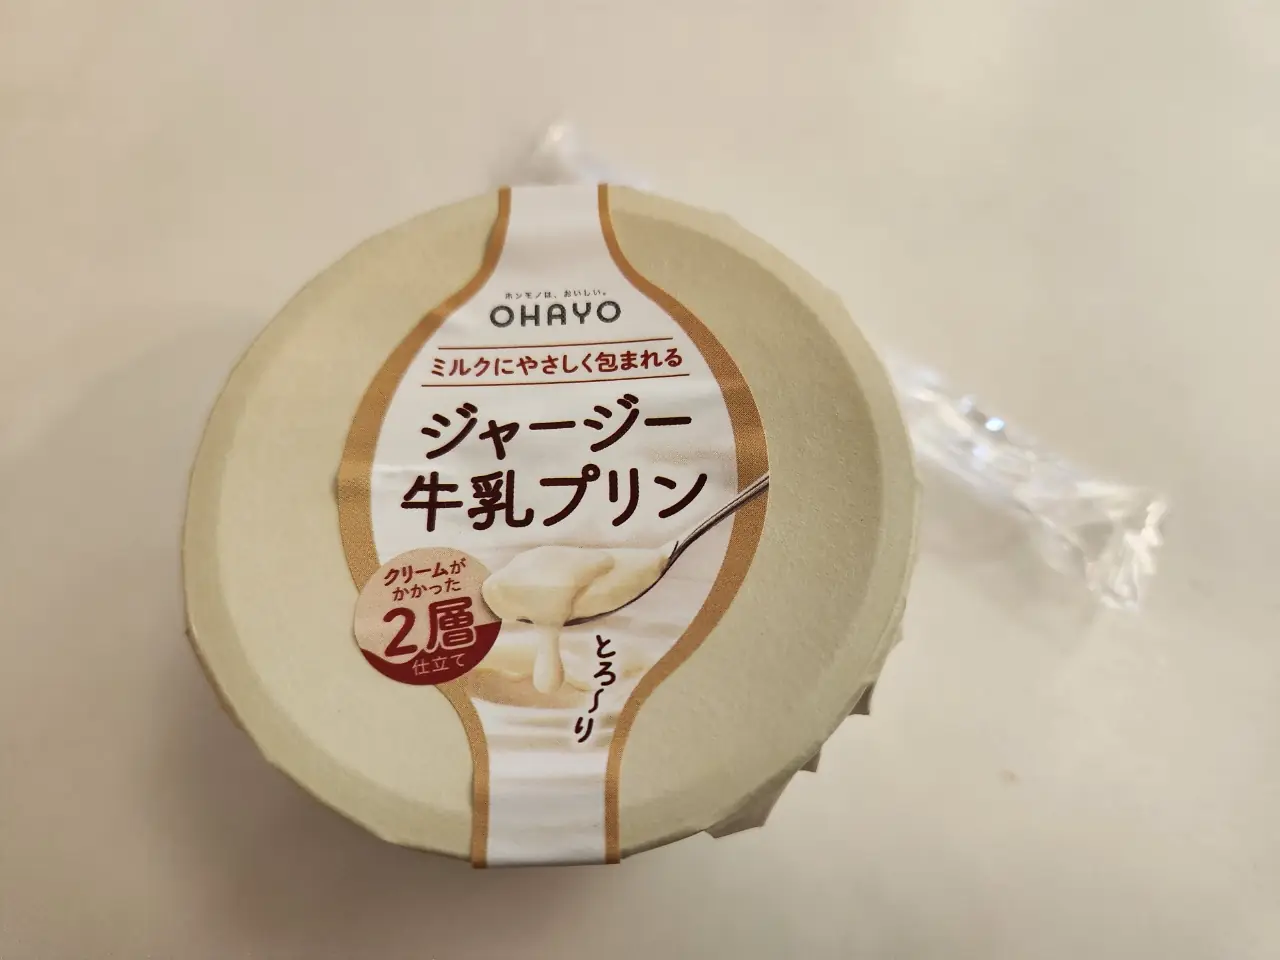 ホンモノは、おいしい。
OHAYO
ミルクにやさしく包まれる
ジャージー
牛乳プリン
クリームが
かかった
2層
仕立て
とろ〜り